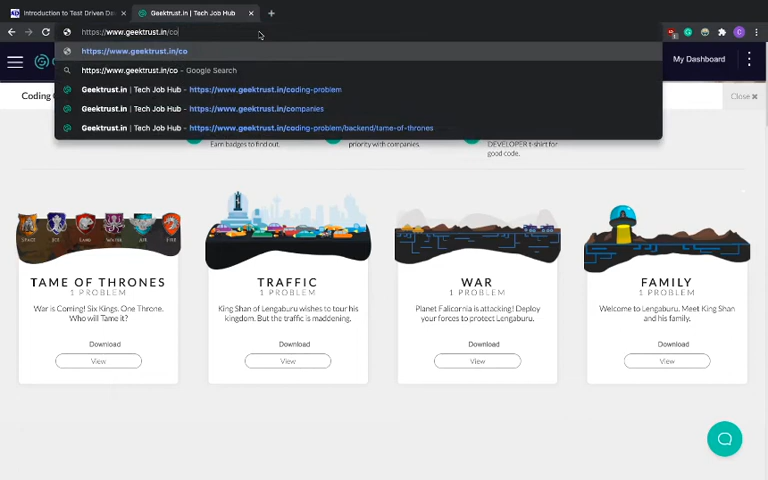 Introduction to Test Driven De
Geektrust.in | Tech Job Hub
https://www.geektrust.in/co
https://www.geektrust.in/co
https://www.geektrust.in/co - Google Search
Geektrust.in | Tech Job Hub - https://www.geektrust.in/coding-problem
Geektrust.in | Tech Job Hub - https://www.geektrust.in/companies
Geektrust.in | Tech Job Hub - https://www.geektrust.in/coding-problem/backend/tame-of-thrones
My Dashboard
Coding
Close ✖
Earn badges to find out.
priority with companies.
DEVELOPER t-shirt for
good code.
SPACE ICE LAND WATER AIR FIRE
TAME OF THRONES
1 PROBLEM
War is Coming! Six Kings. One Throne.
Who will Tame it?
Download
View
TRAFFIC
1 PROBLEM
King Shan of Lengaburu wishes to tour his
kingdom. But the traffic is maddening.
Download
View
WAR
1 PROBLEM
Planet Falicornia is attacking! Deploy
your forces to protect Lengaburu.
Download
View
FAMILY
1 PROBLEM
Welcome to Lengaburu. Meet King Shan
and his family.
Download
View